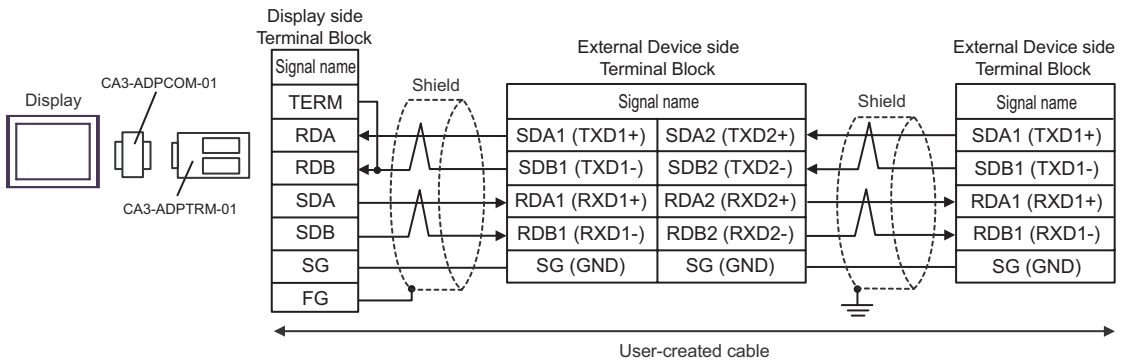 Display side
Terminal Block
External Device side
Terminal Block
External Device side
Terminal Block
CA3-ADPCOM-01
Display
CA3-ADPTRM-01
Signal name
TERM
RDA
RDB
SDA
SDB
SG
FG
Shield
Signal name
SDA1 (TXD1+) SDA2 (TXD2+)
SDB1 (TXD1-) SDB2 (TXD2-)
RDA1 (RXD1+) RDA2 (RXD2+)
RDB1 (RXD1-) RDB2 (RXD2-)
SG (GND) SG (GND)
Shield
Signal name
SDA1 (TXD1+)
SDB1 (TXD1-)
RDA1 (RXD1+)
RDB1 (RXD1-)
SG (GND)
User-created cable